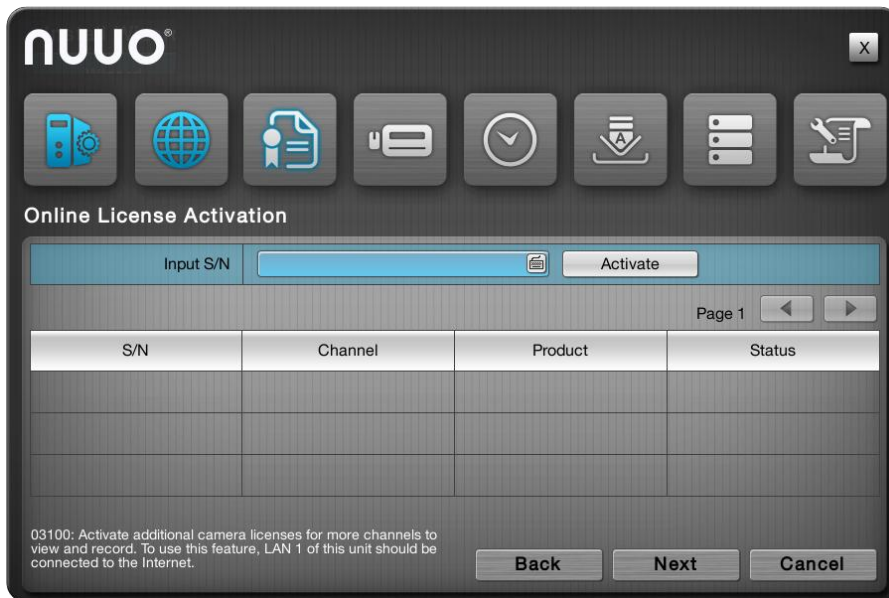 nuuo®
X
A
Online License Activation
Input S/N Activate
Page 1
S/N Channel Product Status
03100: Activate additional camera licenses for more channels to
view and record. To use this feature, LAN 1 of this unit should be
connected to the Internet.
Back Next Cancel